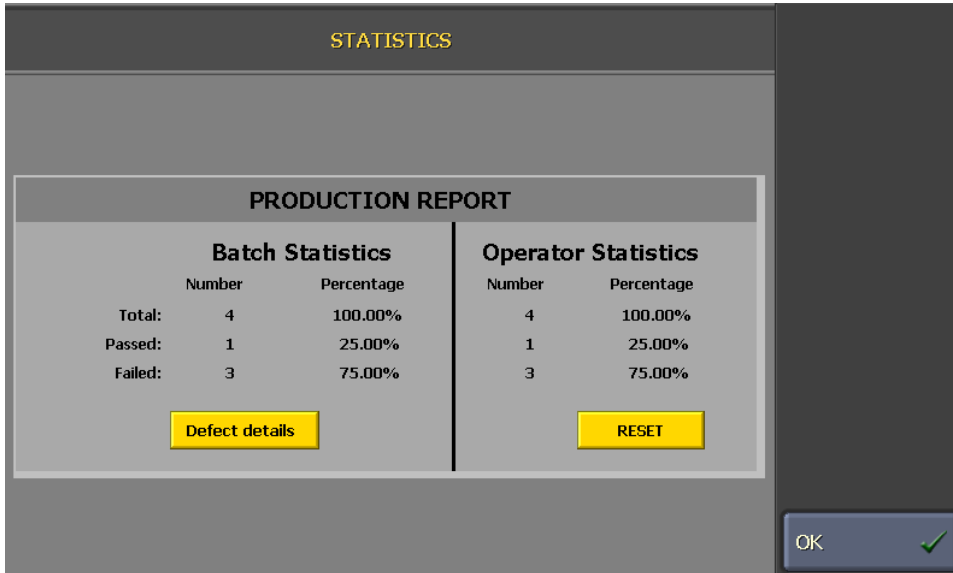 STATISTICS
PRODUCTION REPORT
Batch Statistics Operator Statistics
Number Percentage Number Percentage
Total: 4 100.00% 4 100.00%
Passed: 1 25.00% 1 25.00%
Failed: 3 75.00% 3 75.00%
Defect details RESET
OK